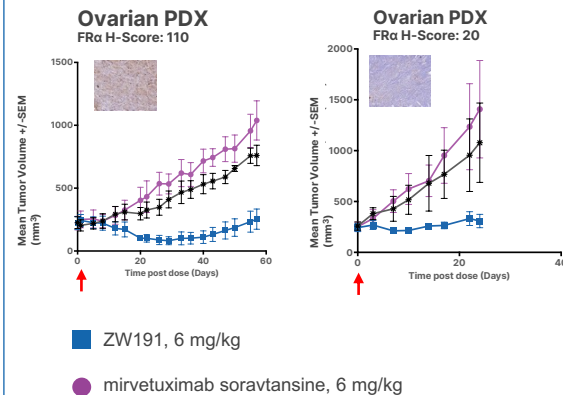 Ovarian PDX
FRα H-Score: 110
Mean Tumor Volume +/-SEM
(mm³)
1500
1000
500
0
0
20
40
60
Time post dose (Days)
Ovarian PDX
FRα H-Score: 20
Mean Tumor Volume +/-SEM
(mm³)
2000
1500
1000
500
0
0
20
40
Time post dose (Days)
ZW191, 6 mg/kg
mirvetuximab soravtansine, 6 mg/kg